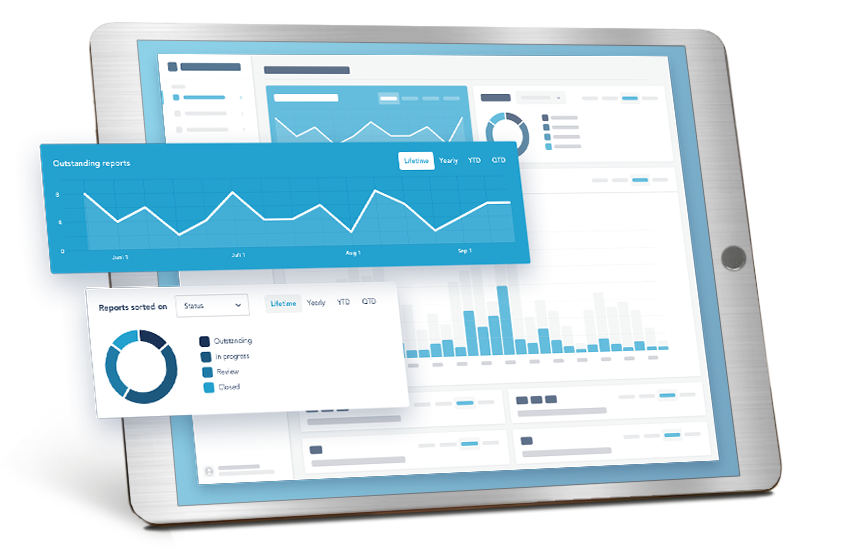 Outstanding reports
Lifetime Yearly YTD QTD
8
4
0
Jun 1 Jul 1 Aug 1 Sep 1
Reports sorted on Status Lifetime Yearly YTD QTD
Outstanding
In progress
Review
Closed